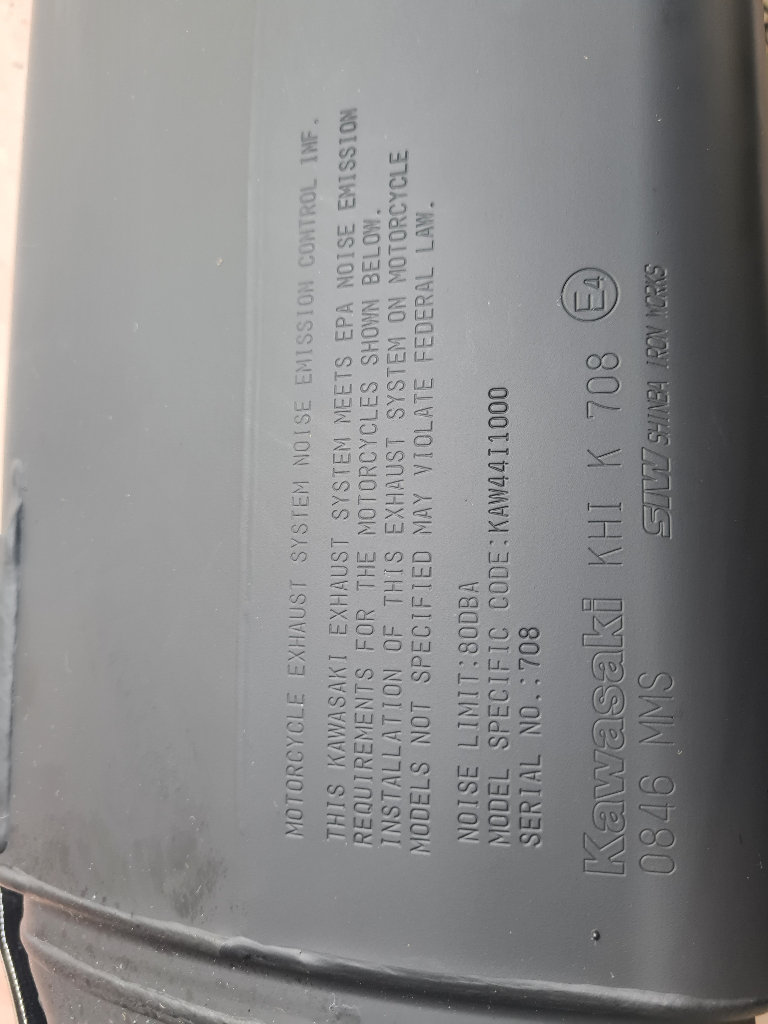 MOTORCYCLE EXHAUST SYSTEM NOISE EMISSION CONTROL INF.
THIS KAWASAKI EXHAUST SYSTEM MEETS EPA NOISE EMISSION
REQUIREMENTS FOR THE MOTORCYCLES SHOWN BELOW.
INSTALLATION OF THIS EXHAUST SYSTEM ON MOTORCYCLE
MODELS NOT SPECIFIED MAY VIOLATE FEDERAL LAW.
NOISE LIMIT:80DBA
MODEL SPECIFIC CODE:KAW44I1000
SERIAL NO.:708
Kawasaki KHI K 708 E4
0846 MMS SIW SHINBA IRON WORKS